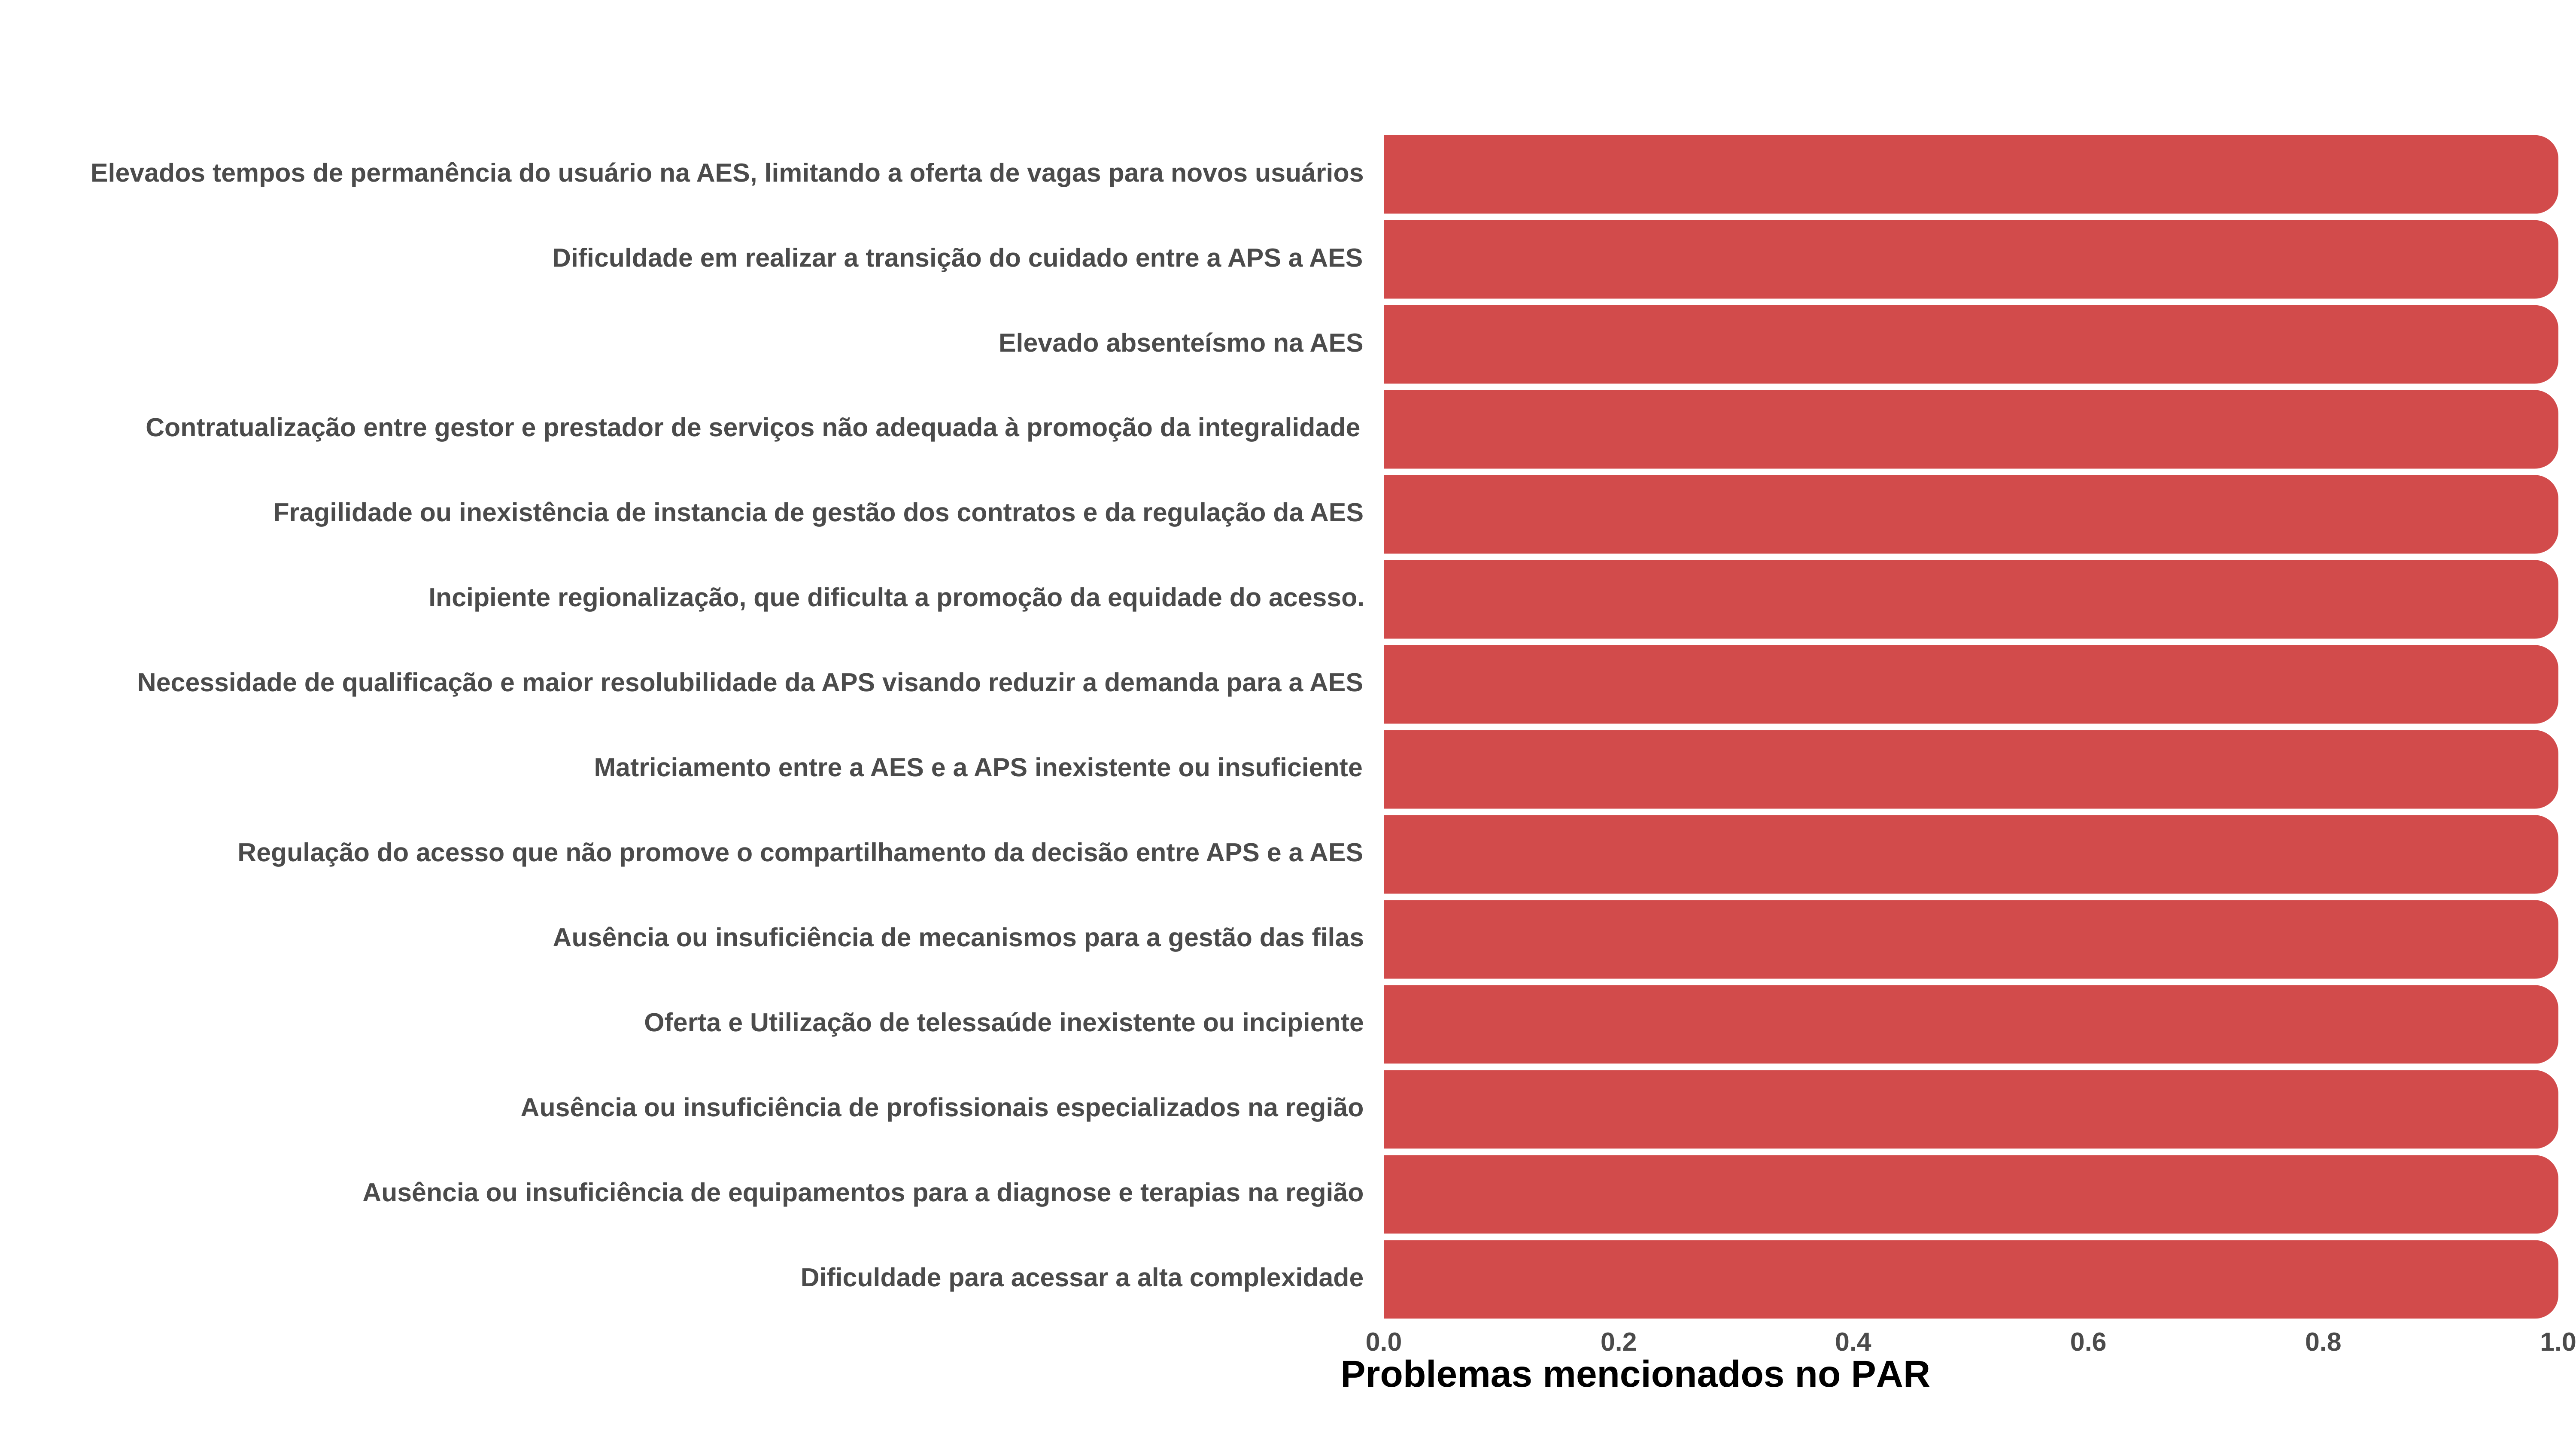 Elevados tempos de permanência do usuário na AES, limitando a oferta de vagas para novos usuários
Dificuldade em realizar a transição do cuidado entre a APS a AES
Elevado absenteísmo na AES
Contratualização entre gestor e prestador de serviços não adequada à promoção da integralidade
Fragilidade ou inexistência de instancia de gestão dos contratos e da regulação da AES
Incipiente regionalização, que dificulta a promoção da equidade do acesso.
Necessidade de qualificação e maior resolubilidade da APS visando reduzir a demanda para a AES
Matriciamento entre a AES e a APS inexistente ou insuficiente
Regulação do acesso que não promove o compartilhamento da decisão entre APS e a AES
Ausência ou insuficiência de mecanismos para a gestão das filas
Oferta e Utilização de telessaúde inexistente ou incipiente
Ausência ou insuficiência de profissionais especializados na região
Ausência ou insuficiência de equipamentos para a diagnose e terapias na região
Dificuldade para acessar a alta complexidade
0.0 0.2 0.4 0.6 0.8 1.0
Problemas mencionados no PAR